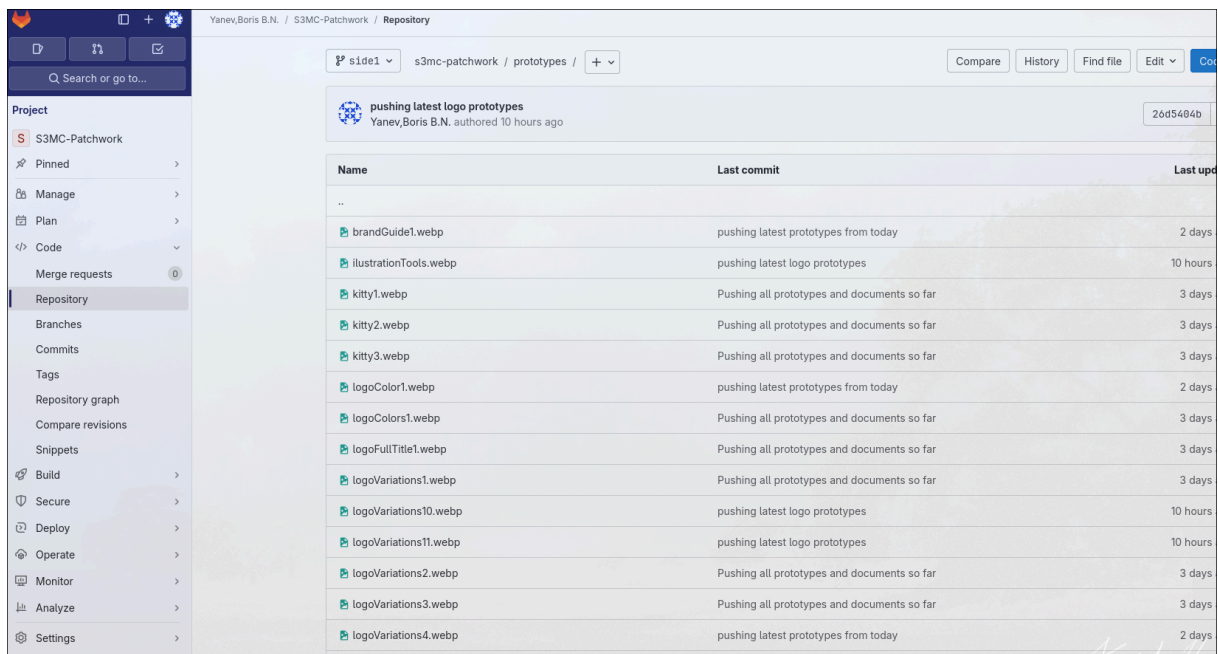 Yanev,Boris B.N. / S3MC-Patchwork / Repository
Search or go to...
Project
S S3MC-Patchwork
Pinned
Manage
Plan
Code
Merge requests 0
Repository
Branches
Commits
Tags
Repository graph
Compare revisions
Snippets
Build
Secure
Deploy
Operate
Monitor
Analyze
Settings
side1 s3mc-patchwork / prototypes / +
Compare History Find file Edit
pushing latest logo prototypes
Yanev,Boris B.N. authored 10 hours ago
26d5404b
Name Last commit Last upd
..
brandGuide1.webp pushing latest prototypes from today 2 days
ilustrationTools.webp pushing latest logo prototypes 10 hours
kitty1.webp Pushing all prototypes and documents so far 3 days
kitty2.webp Pushing all prototypes and documents so far 3 days
kitty3.webp Pushing all prototypes and documents so far 3 days
logoColor1.webp pushing latest prototypes from today 2 days
logoColors1.webp Pushing all prototypes and documents so far 3 days
logoFullTitle1.webp Pushing all prototypes and documents so far 3 days
logoVariations1.webp Pushing all prototypes and documents so far 3 days
logoVariations10.webp pushing latest logo prototypes 10 hours
logoVariations11.webp pushing latest logo prototypes 10 hours
logoVariations2.webp Pushing all prototypes and documents so far 3 days
logoVariations3.webp Pushing all prototypes and documents so far 3 days
logoVariations4.webp pushing latest prototypes from today 2 days